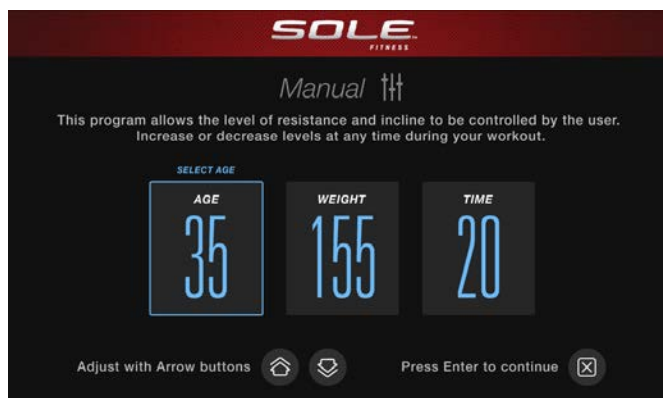 SOLE
FITNESS
Manual
This program allows the level of resistance and incline to be controlled by the user.
Increase or decrease levels at any time during your workout.
SELECT AGE
AGE WEIGHT TIME
35 155 20
Adjust with Arrow buttons Press Enter to continue